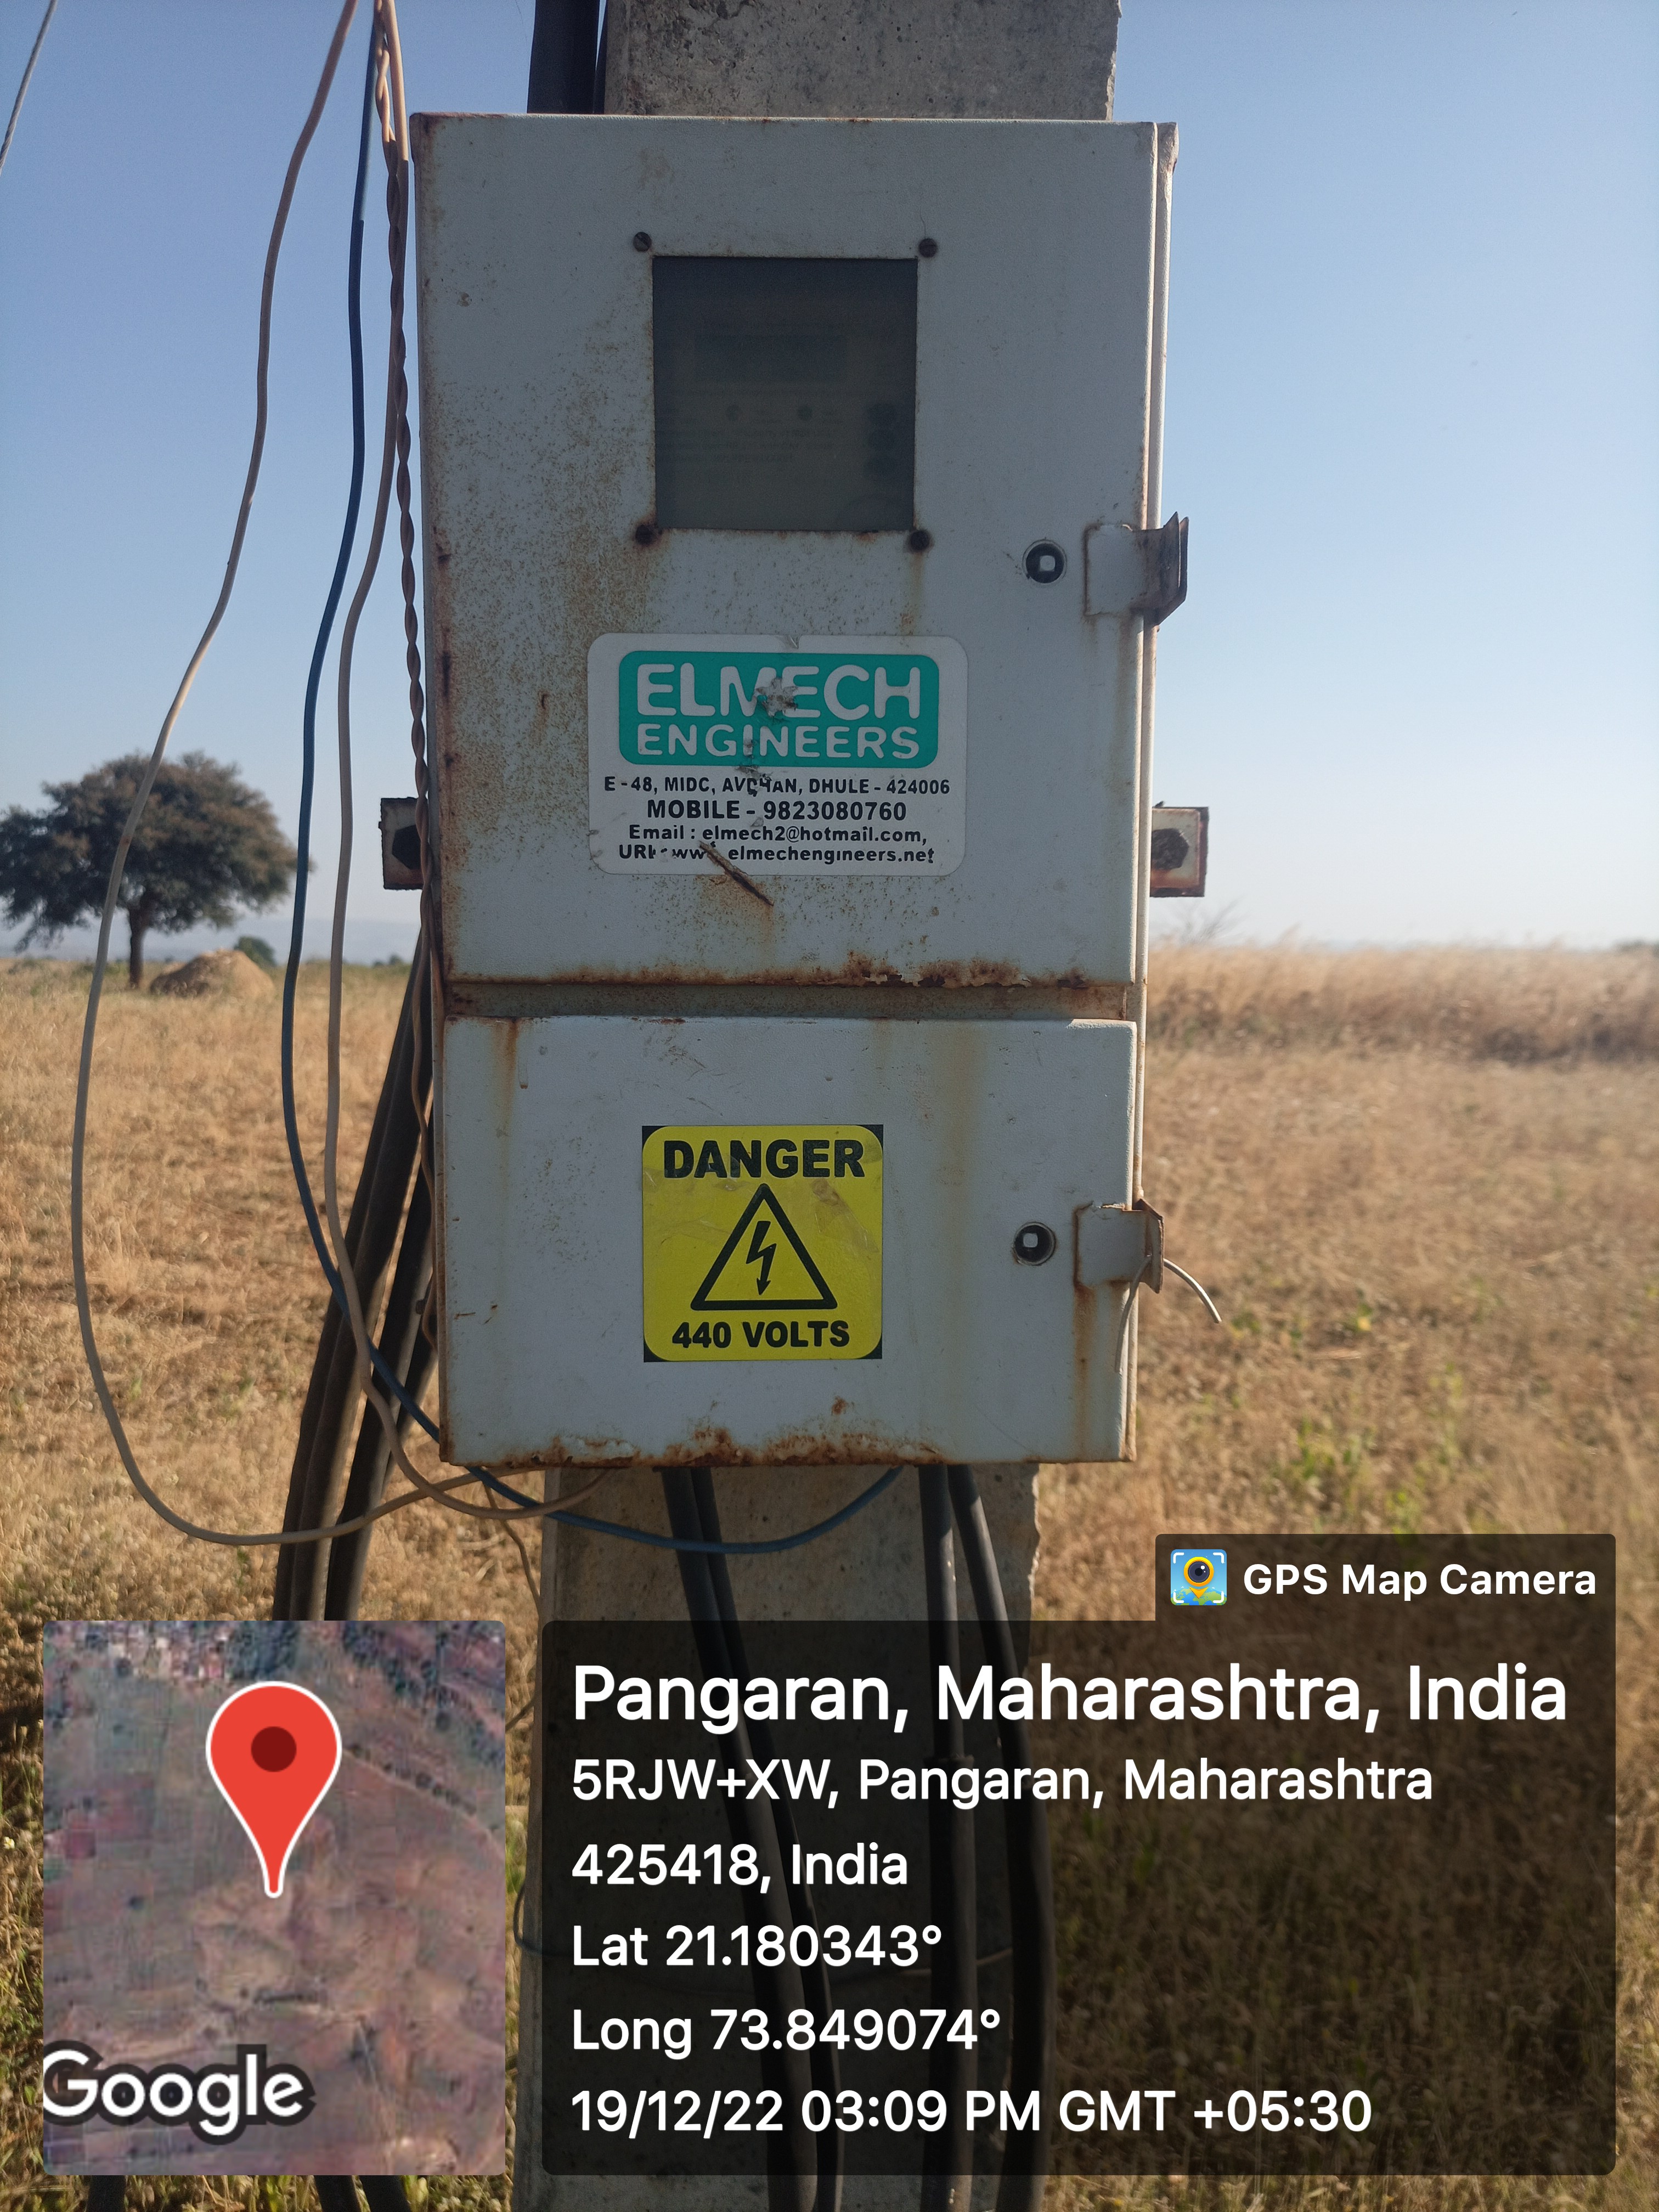 ELMECH
ENGINEERS
E-48, MIDC, AVDHAN, DHULE - 424006
MOBILE - 9823080760
Email : elmech2@hotmail.com,
URL www. elmechengineers.net
DANGER
440 VOLTS
GPS Map Camera
Pangaran, Maharashtra, India
5RJW+XW, Pangaran, Maharashtra
425418, India
Lat 21.180343°
Long 73.849074°
19/12/22 03:09 PM GMT +05:30
Google